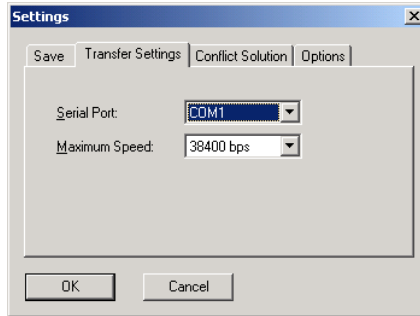 Settings
Save Transfer Settings Conflict Solution Options
Serial Port: COM1
Maximum Speed: 38400 bps
OK Cancel